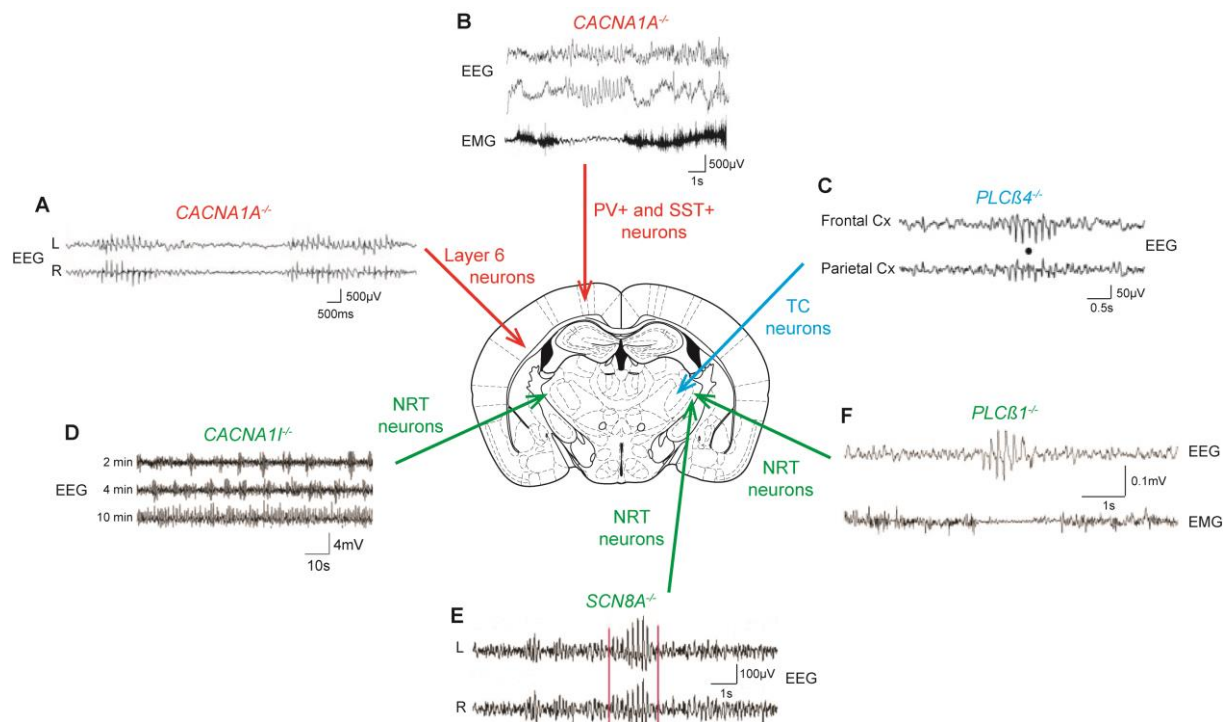 B
CACNA1A-/-
EEG
EMG
500µV
1s
A
CACNA1A-/-
EEG
L
R
500µV
500ms
Layer 6
neurons
PV+ and SST+
neurons
C
PLCß4-/-
Frontal Cx
Parietal Cx
EEG
50µV
0.5s
TC
neurons
D
NRT
neurons
CACNA1I-/-
2 min
EEG
4 min
10 min
4mV
10s
F
PLCß1-/-
EEG
0.1mV
1s
EMG
NRT
neurons
NRT
neurons
E
SCN8A-/-
L
R
100µV
1s
EEG